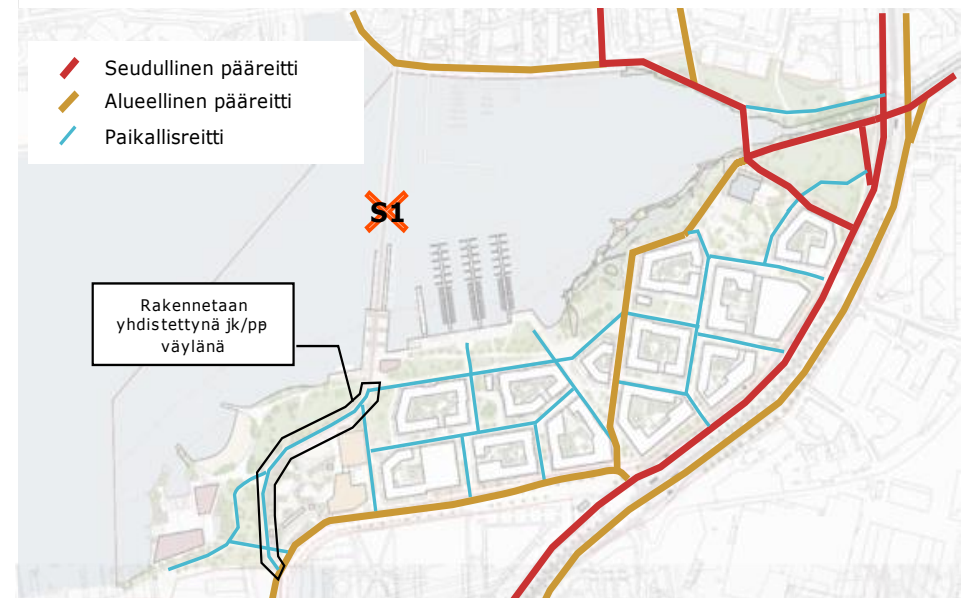 Seudullinen pääreitti
Alueellinen pääreitti
Paikallisreitti
S1
Rakennetaan
yhdistettynä jk/pp-
väylänä